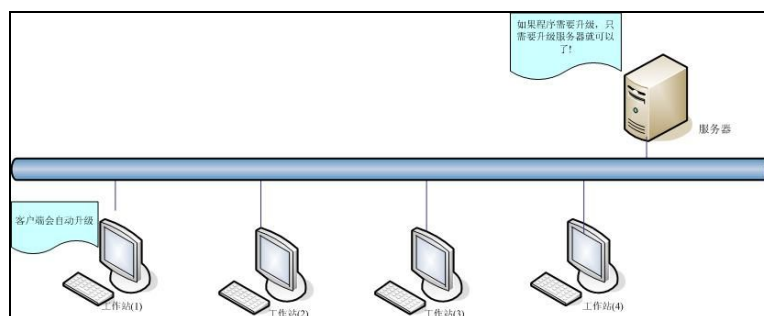 如果程序需要升级，只
需要升级服务器就可以
了!
服务器
客户端会自动升级
工作站(1)
工作站(2)
工作站(3)
工作站(4)